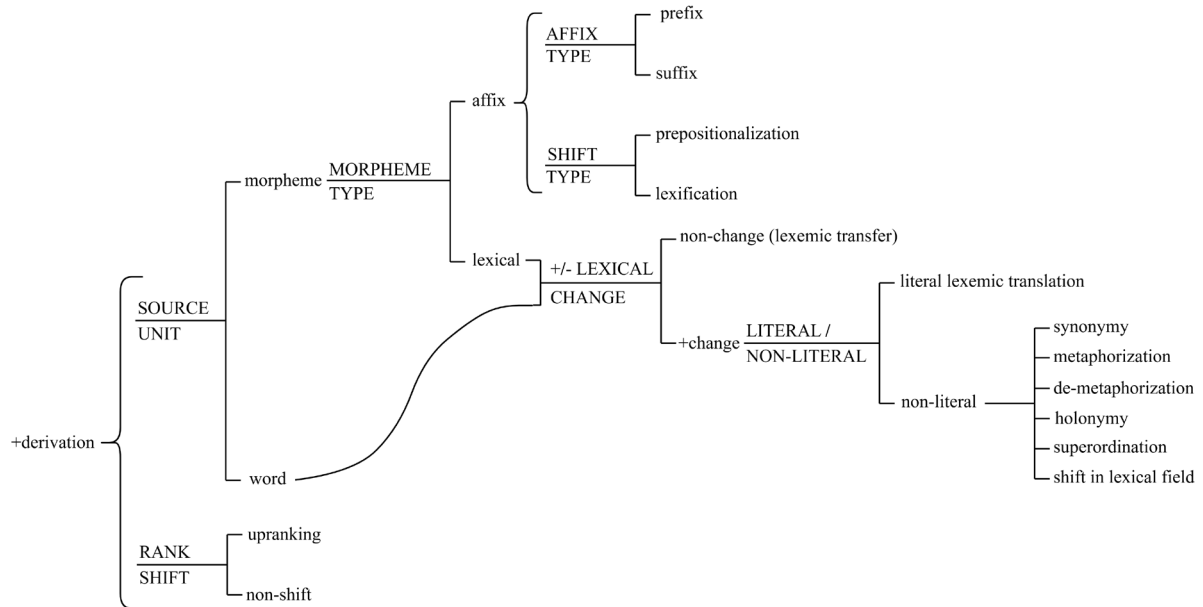 prefix
AFFIX
TYPE
suffix
affix
prepositionalization
SHIFT
TYPE
lexification
morpheme
MORPHEME
TYPE
non-change (lexemic transfer)
lexical
+/- LEXICAL
CHANGE
literal lexemic translation
SOURCE
UNIT
synonymy
+change
LITERAL /
NON-LITERAL
metaphorization
de-metaphorization
non-literal
holonymy
+derivation
superordination
word
shift in lexical field
upranking
RANK
SHIFT
non-shift